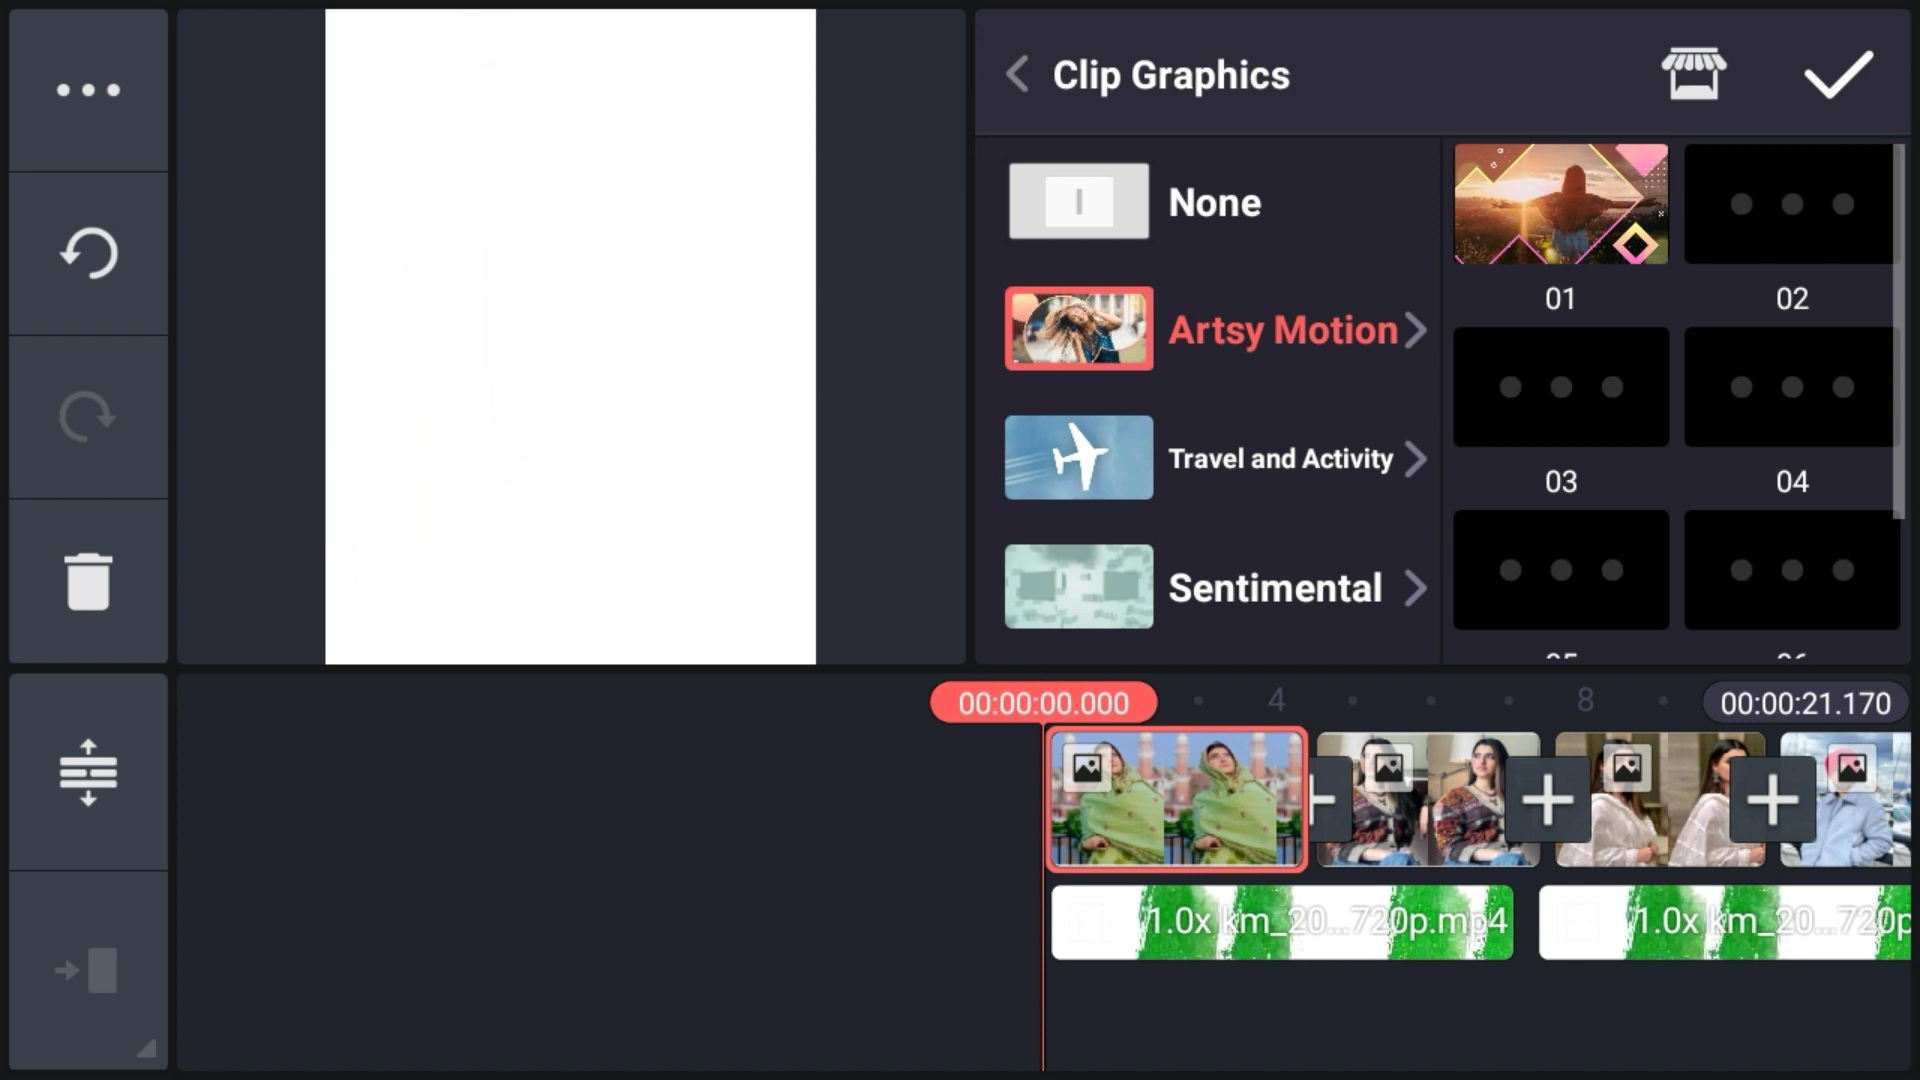 Clip Graphics
None
Artsy Motion
Travel and Activity
Sentimental
01
02
03
04
00:00:00.000
4
8
00:00:21.170
1.0x km_20...720p.mp4
1.0x km_20...720p